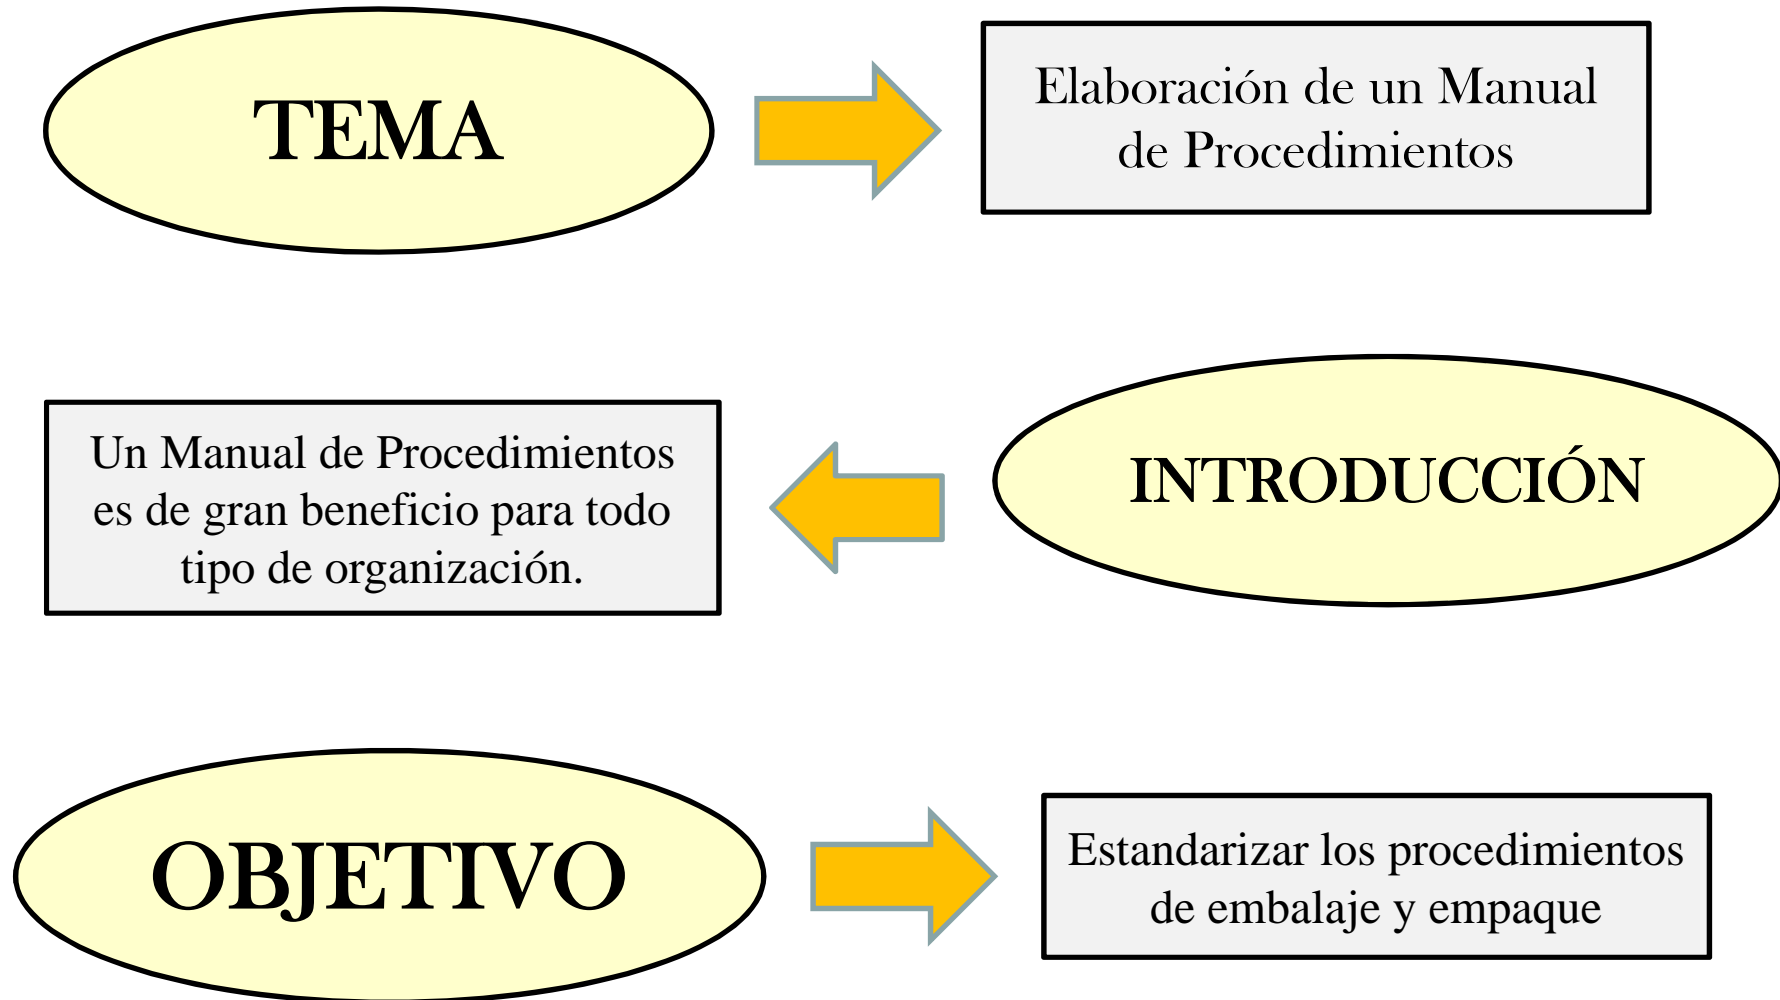 TEMA
Elaboración de un Manual
de Procedimientos
Un Manual de Procedimientos
es de gran beneficio para todo
tipo de organización.
INTRODUCCIÓN
OBJETIVO
Estandarizar los procedimientos
de embalaje y empaque